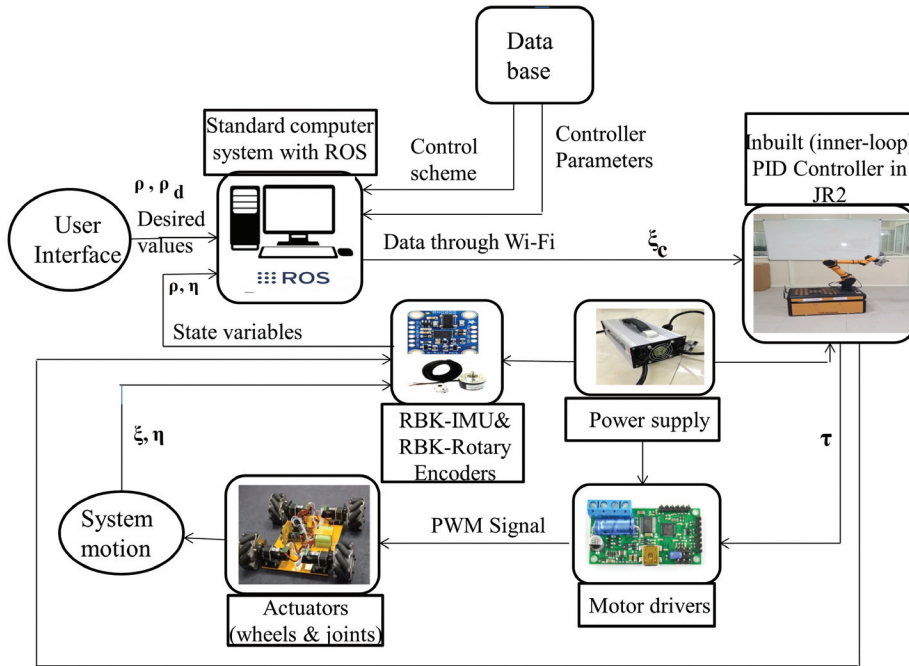 Data
base
Standard computer
system with ROS
Control
scheme
Controller
Parameters
Inbuilt (inner-loop)
PID Controller in
JR2
User
Interface
ρ , ρd
Desired
values
ROS
Data through Wi-Fi
ξc
ρ, η
State variables
RBK-IMU&
RBK-Rotary
Encoders
Power supply
τ
ξ, η
System
motion
PWM Signal
Actuators
(wheels & joints)
Motor drivers